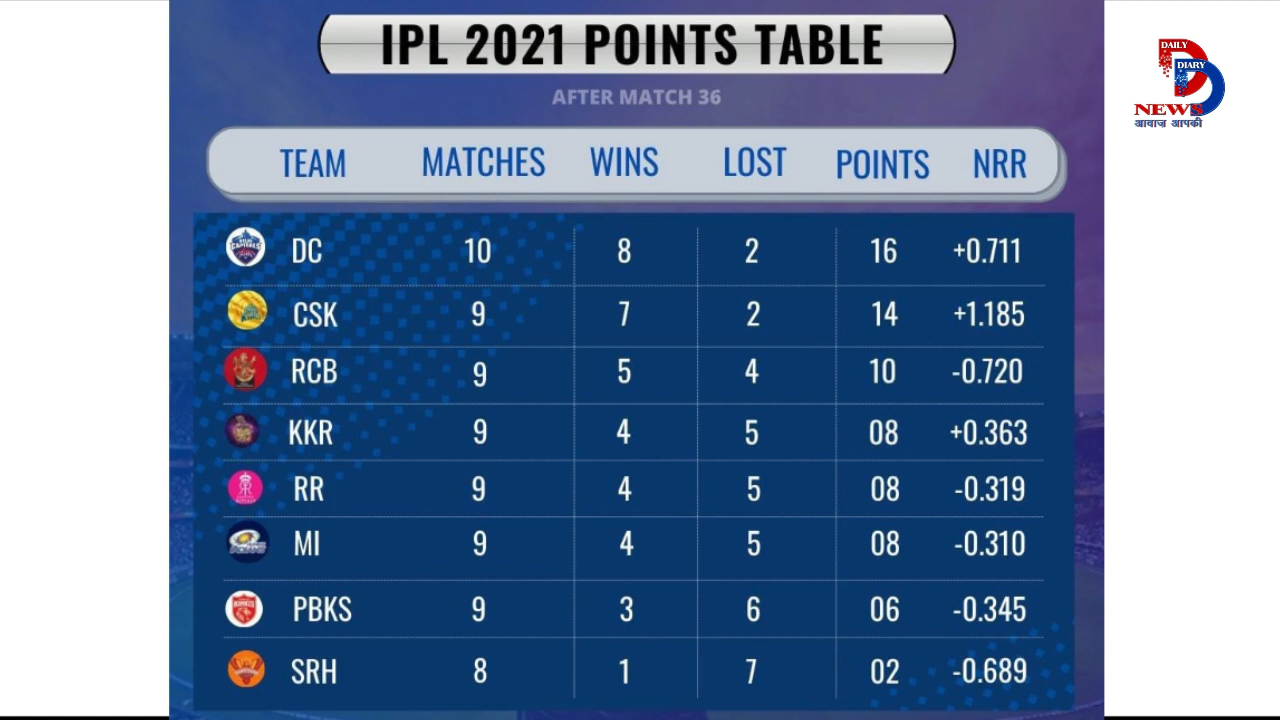 IPL 2021 POINTS TABLE
AFTER MATCH 36
DAILY
DIARY
NEWS
आवाज़ आपकी
TEAM MATCHES WINS LOST POINTS NRR
DC 10 8 2 16 +0.711
CSK 9 7 2 14 +1.185
RCB 9 5 4 10 -0.720
KKR 9 4 5 08 +0.363
RR 9 4 5 08 -0.319
MI 9 4 5 08 -0.310
PBKS 9 3 6 06 -0.345
SRH 8 1 7 02 -0.689